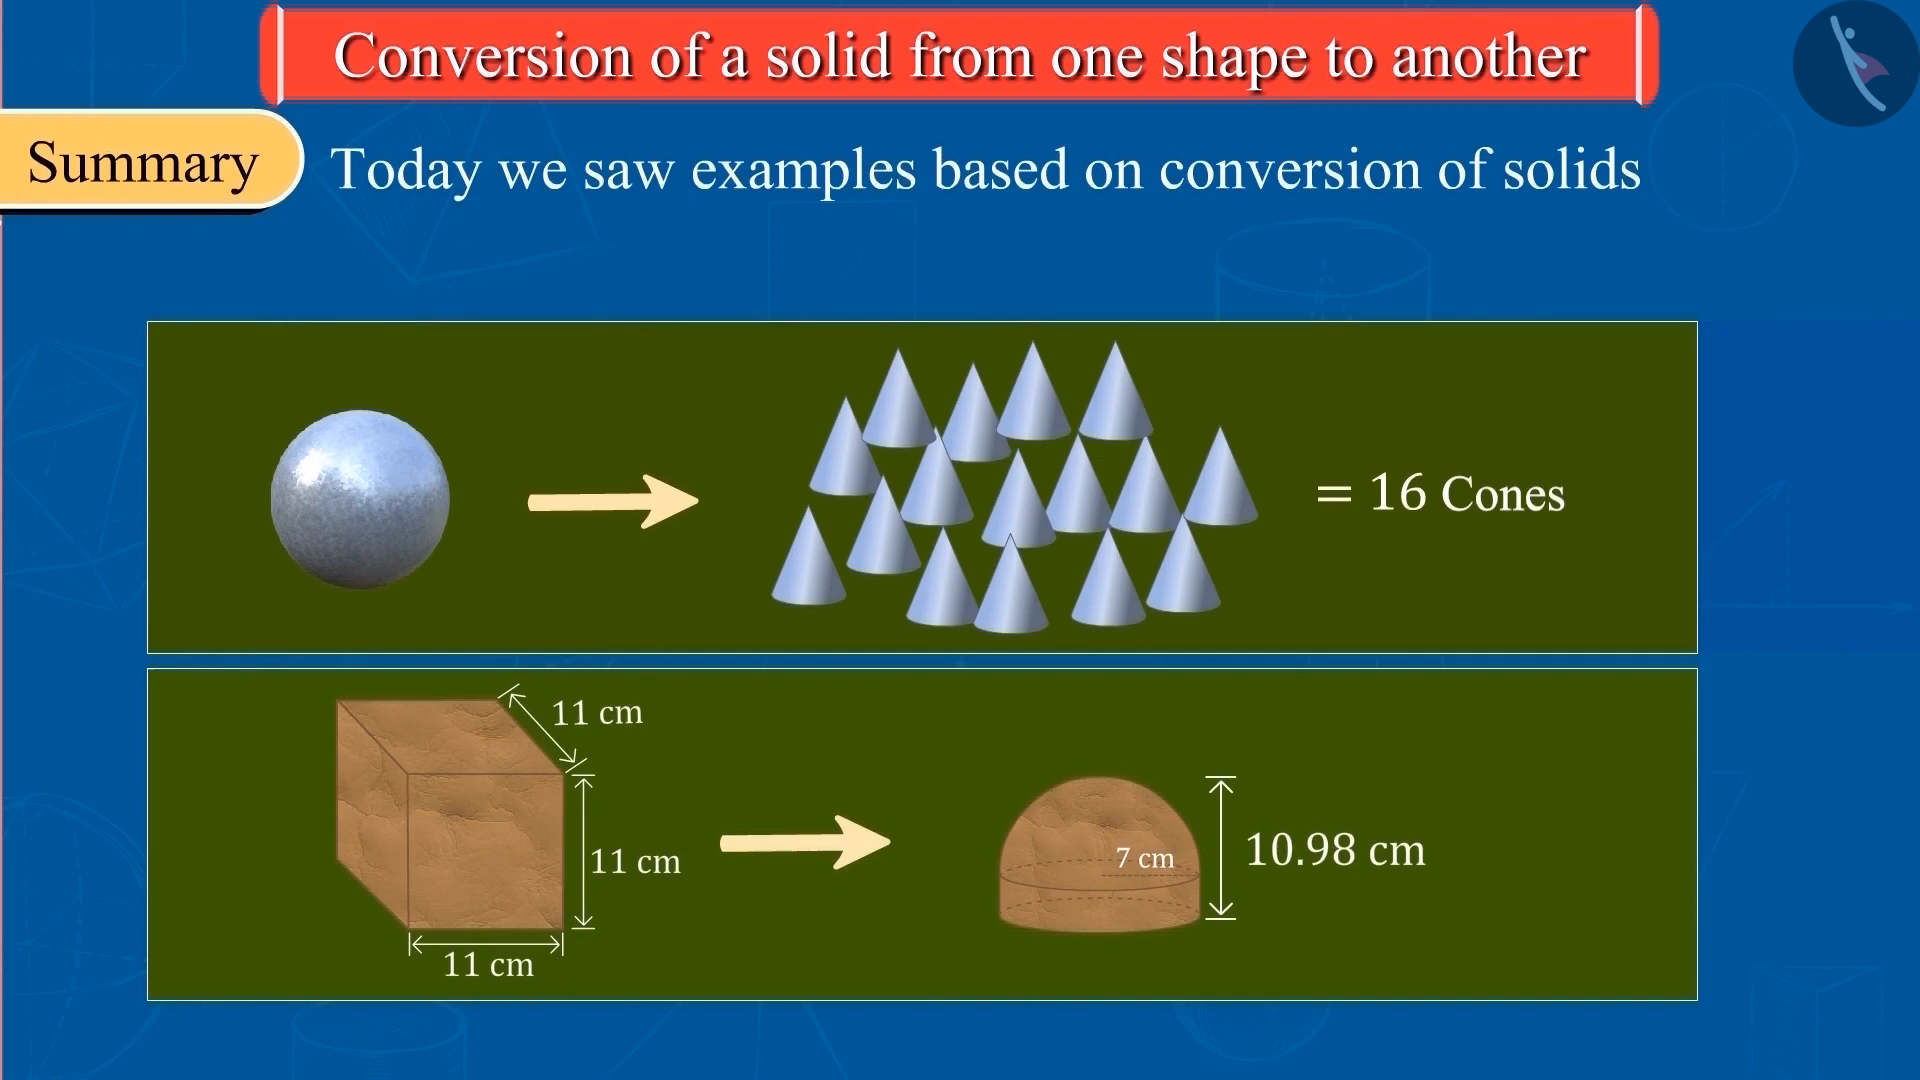 Conversion of a solid from one shape to another
Summary
Today we saw examples based on conversion of solids
= 16 Cones
11 cm
11 cm
11 cm
7 cm
10.98 cm